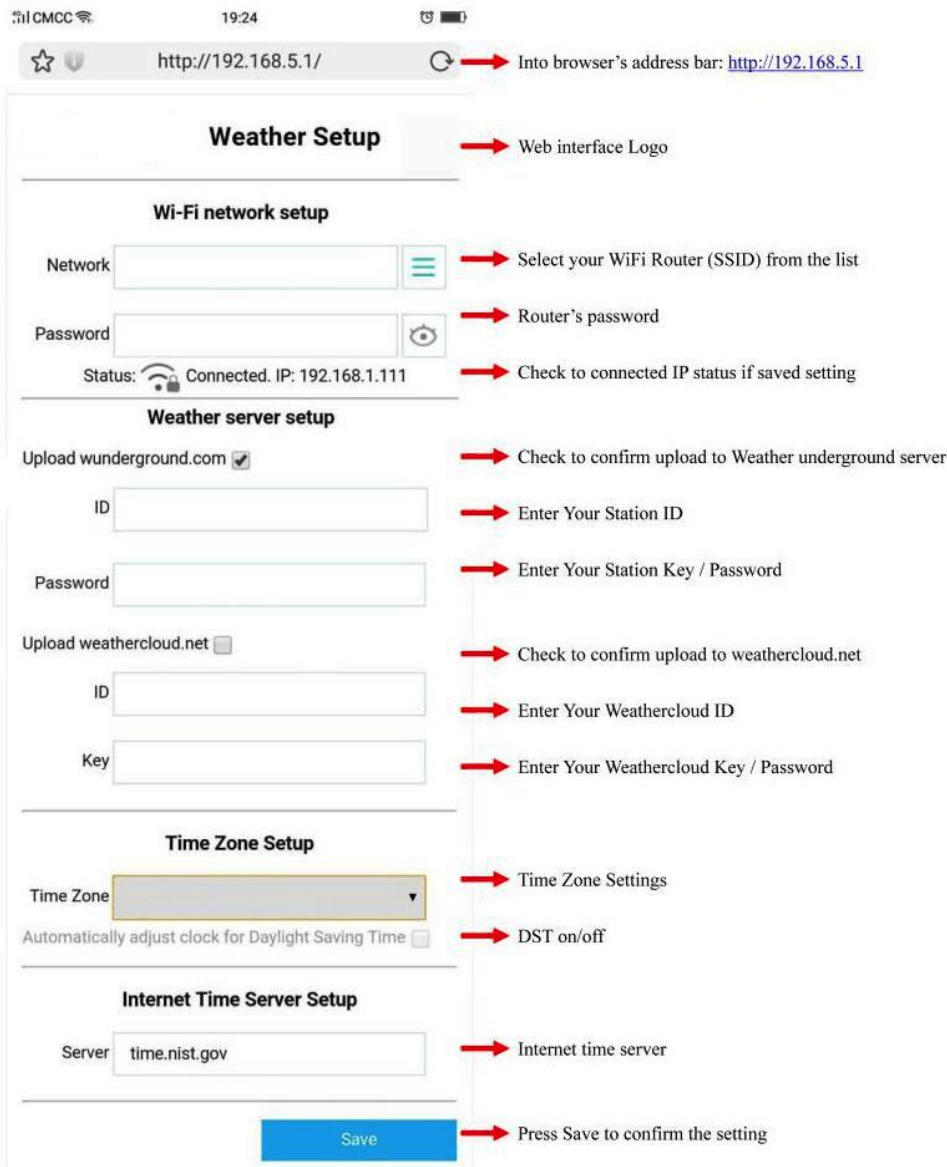 4G CMCC 19:24
http://192.168.5.1/ Into browser's address bar: http://192.168.5.1
Weather Setup Web interface Logo
Wi-Fi network setup
Network Select your WiFi Router (SSID) from the list
Password Router's password
Status: Connected. IP: 192.168.1.111 Check to connected IP status if saved setting
Weather server setup
Upload wunderground.com Check to confirm upload to Weather underground server
ID Enter Your Station ID
Password Enter Your Station Key / Password
Upload weathercloud.net Check to confirm upload to weathercloud.net
ID Enter Your Weathercloud ID
Key Enter Your Weathercloud Key / Password
Time Zone Setup
Time Zone Time Zone Settings
Automatically adjust clock for Daylight Saving Time DST on/off
Internet Time Server Setup
Server time.nist.gov Internet time server
Save Press Save to confirm the setting